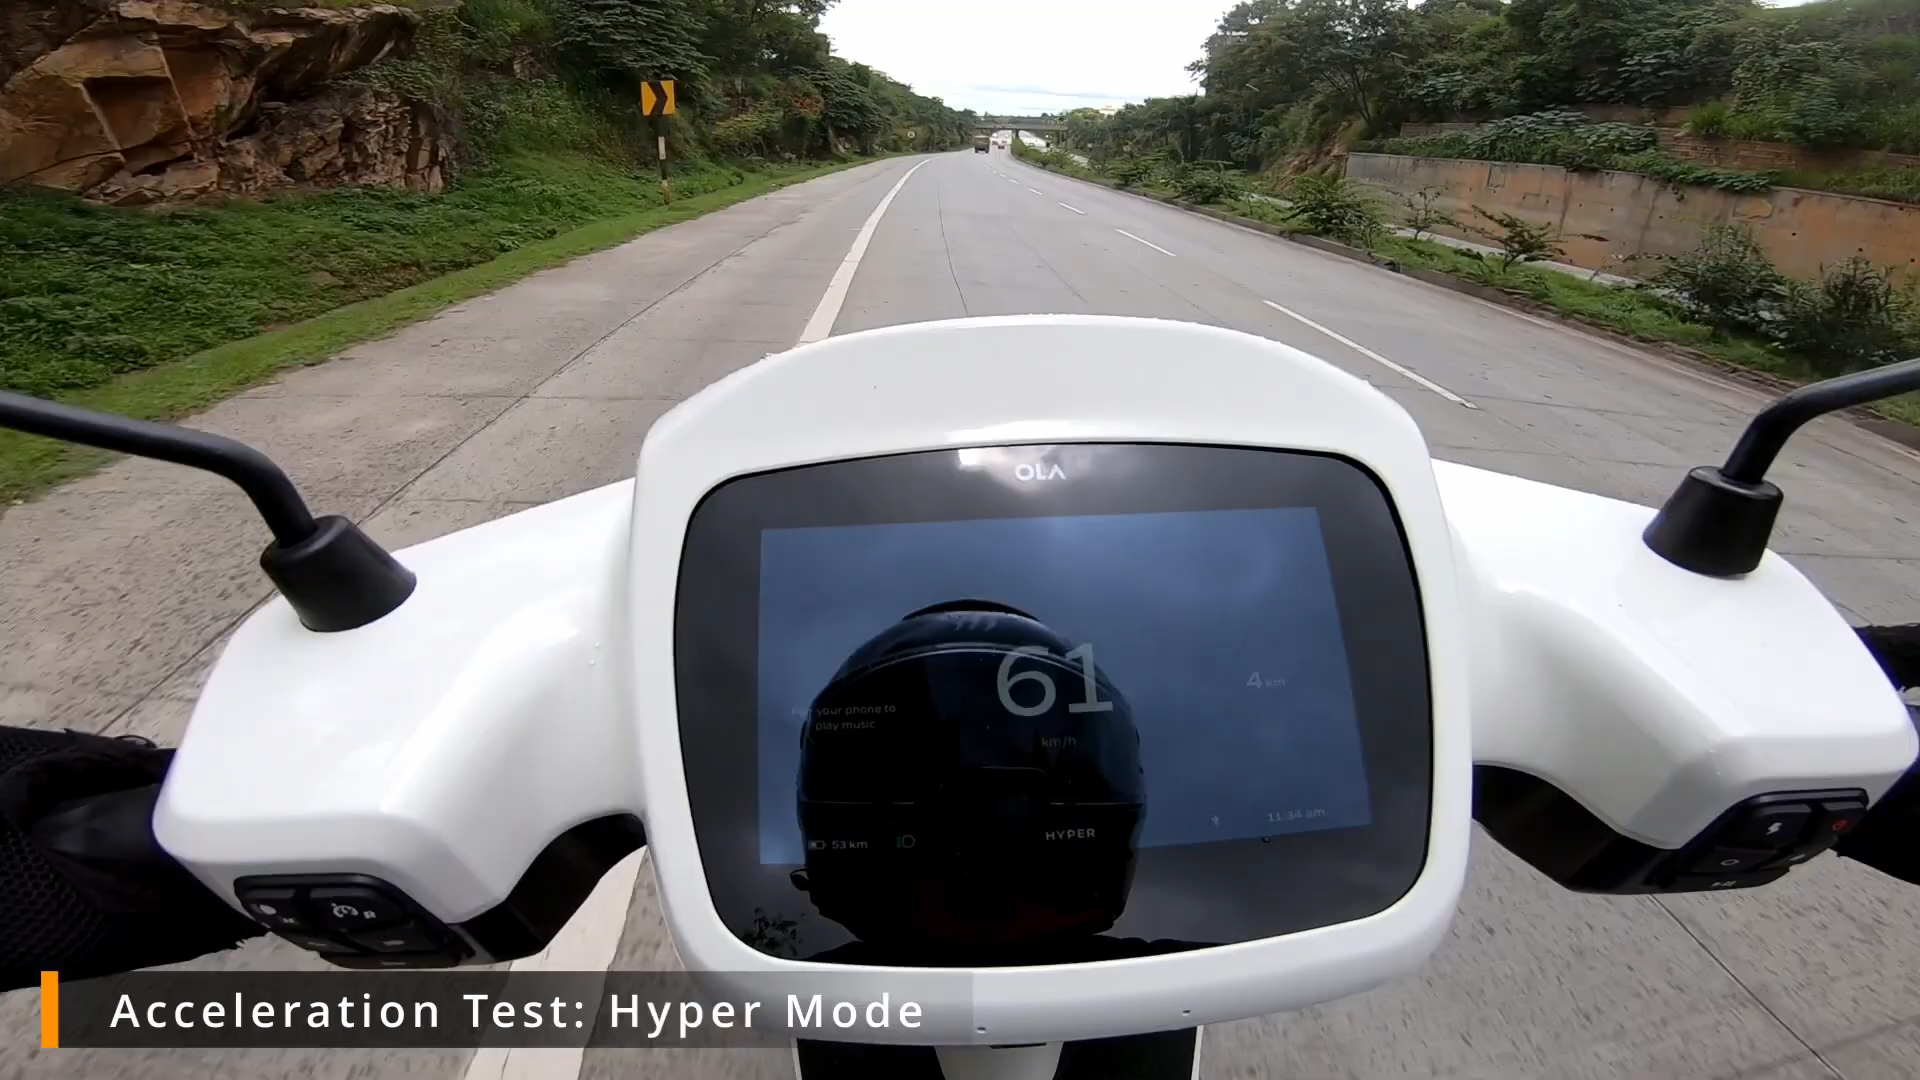 OLA
61
km/h
4 km
your phone to
play music
53 km
HYPER
11:34 am
Acceleration Test: Hyper Mode